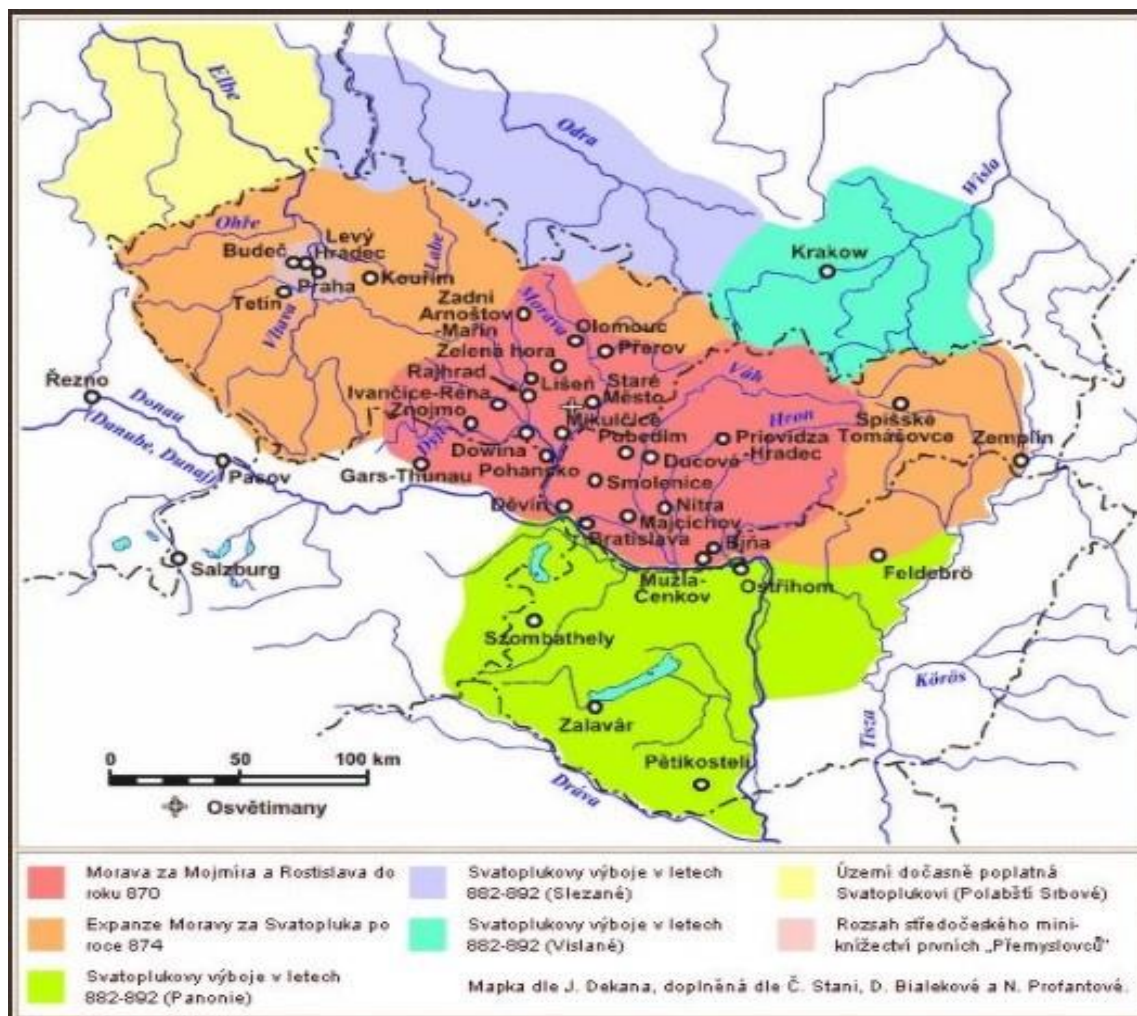 Elbe
Odra
Wisla
Ohře
Levý
Budeč
Hradec
Labe
Krakow
Praha
Kouřim
Tetín
Zadní
Arnoštov
-Mařín
Morava
Vltava
Olomouc
Přerov
Zelená hora
Řezno
Rajhrad
Líšeň
Staré
Město
Váh
Ivančice-Réna
Znojmo
Mikulčice
Hron
Donau
(Danube, Dunaj)
Dyje
Pobedim
Prievidza
-Hradec
Spišské
Tomášovce
Zemplín
Dowina
Pohansko
Ducové
Pasov
Gars-Thunau
Smolenice
Děvín
Nitra
Majcichov
Bratislava
Bíňa
Salzburg
Mužla-
Čenkov
Ostřihom
Feldebrö
Szombathely
Körös
Zalavár
Tisza
Pětikostelí
Dráva
0 50 100 km
Osvětimany
Morava za Mojmíra a Rostislava do
roku 870
Expanze Moravy za Svatopluka po
roce 874
Svatoplukovy výboje v letech
882-892 (Panonie)
Svatoplukovy výboje v letech
882-892 (Slezané)
Svatoplukovy výboje v letech
882-892 (Vislané)
Území dočasně poplatná
Svatoplukovi (Polabští Srbové)
Rozsah středočeského mini-
knížectví prvních „Přemyslovců"
Mapka dle J. Dekana, doplněná dle Č. Stani, D. Bialekové a N. Profantové.